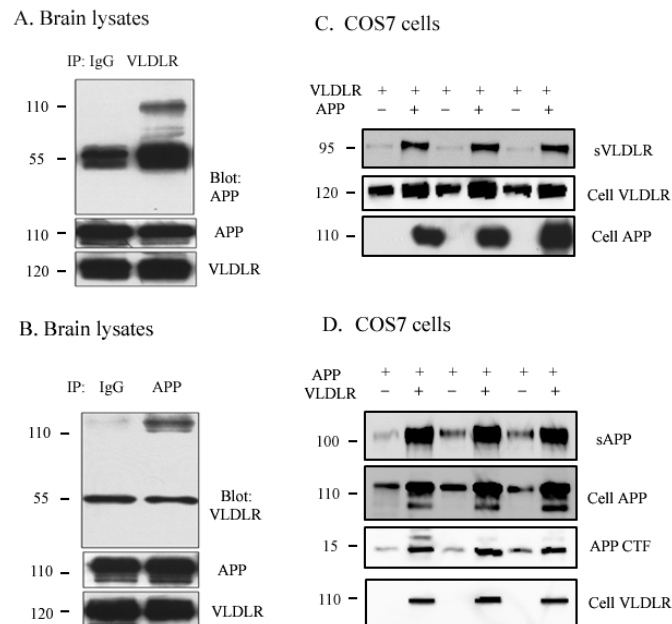 A. Brain lysates
IP: IgG VLDLR
110 –
55 –
Blot:
APP
110 – APP
120 – VLDLR
B. Brain lysates
IP: IgG APP
110 –
55 –
Blot:
VLDLR
110 – APP
120 – VLDLR
C. COS7 cells
VLDLR + + + + + +
APP – + – + – +
95 – sVLDLR
120 – Cell VLDLR
110 – Cell APP
D. COS7 cells
APP + + + + + +
VLDLR – + – + – +
100 – sAPP
110 – Cell APP
15 – APP CTF
110 – Cell VLDLR